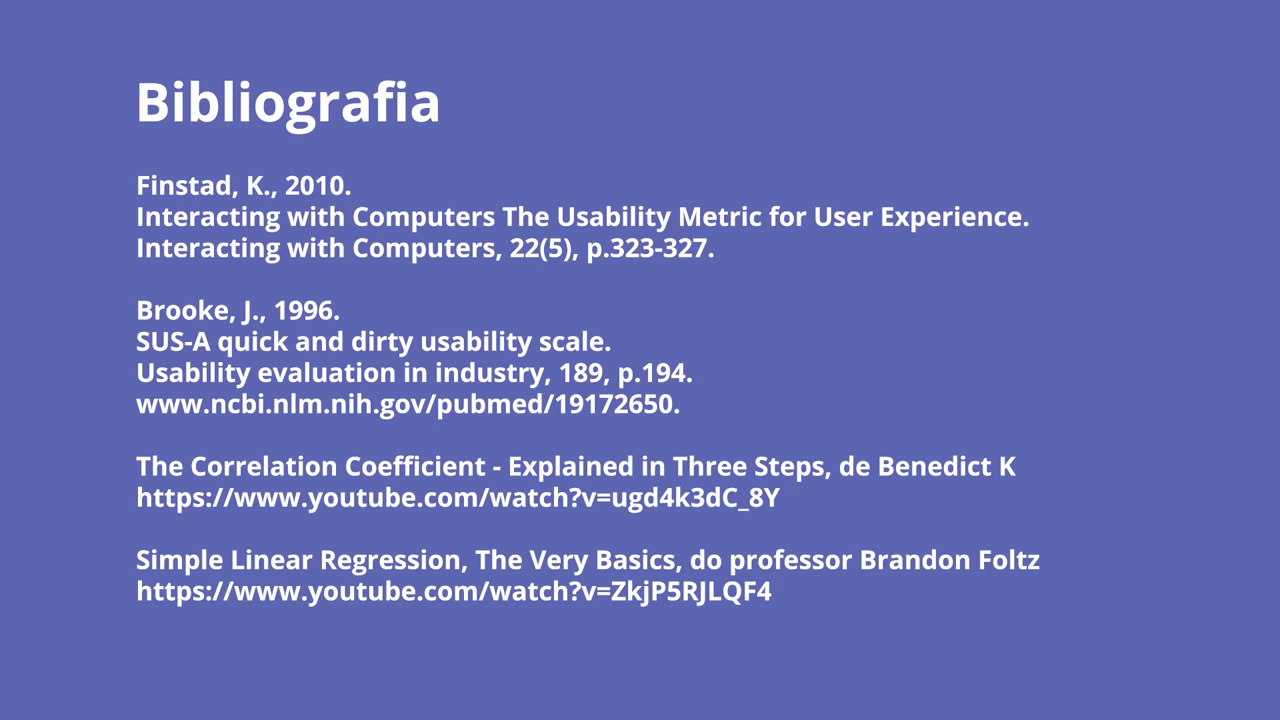 Bibliografia
Finstad, K., 2010.
Interacting with Computers The Usability Metric for User Experience.
Interacting with Computers, 22(5), p.323-327.
Brooke, J., 1996.
SUS-A quick and dirty usability scale.
Usability evaluation in industry, 189, p.194.
www.ncbi.nlm.nih.gov/pubmed/19172650.
The Correlation Coefficient - Explained in Three Steps, de Benedict K
https://www.youtube.com/watch?v=ugd4k3dC_8Y
Simple Linear Regression, The Very Basics, do professor Brandon Foltz
https://www.youtube.com/watch?v=ZkjP5RJLQF4